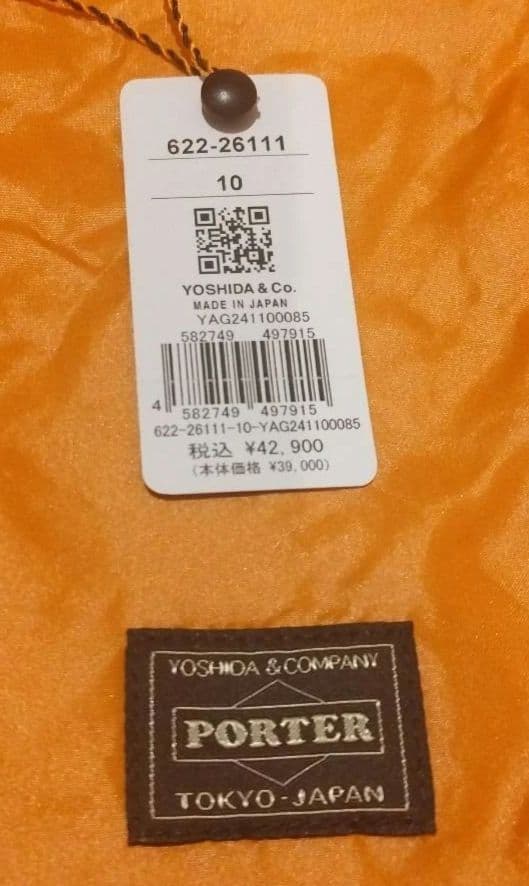 622-26111
10
YOSHIDA & Co.
MADE IN JAPAN
YAG241100085
582749 497915
4 582749 497915
622-26111-10-YAG241100085
税込 ¥42,900
(本体価格 ¥39,000)
YOSHIDA & COMPANY
PORTER
TOKYO-JAPAN